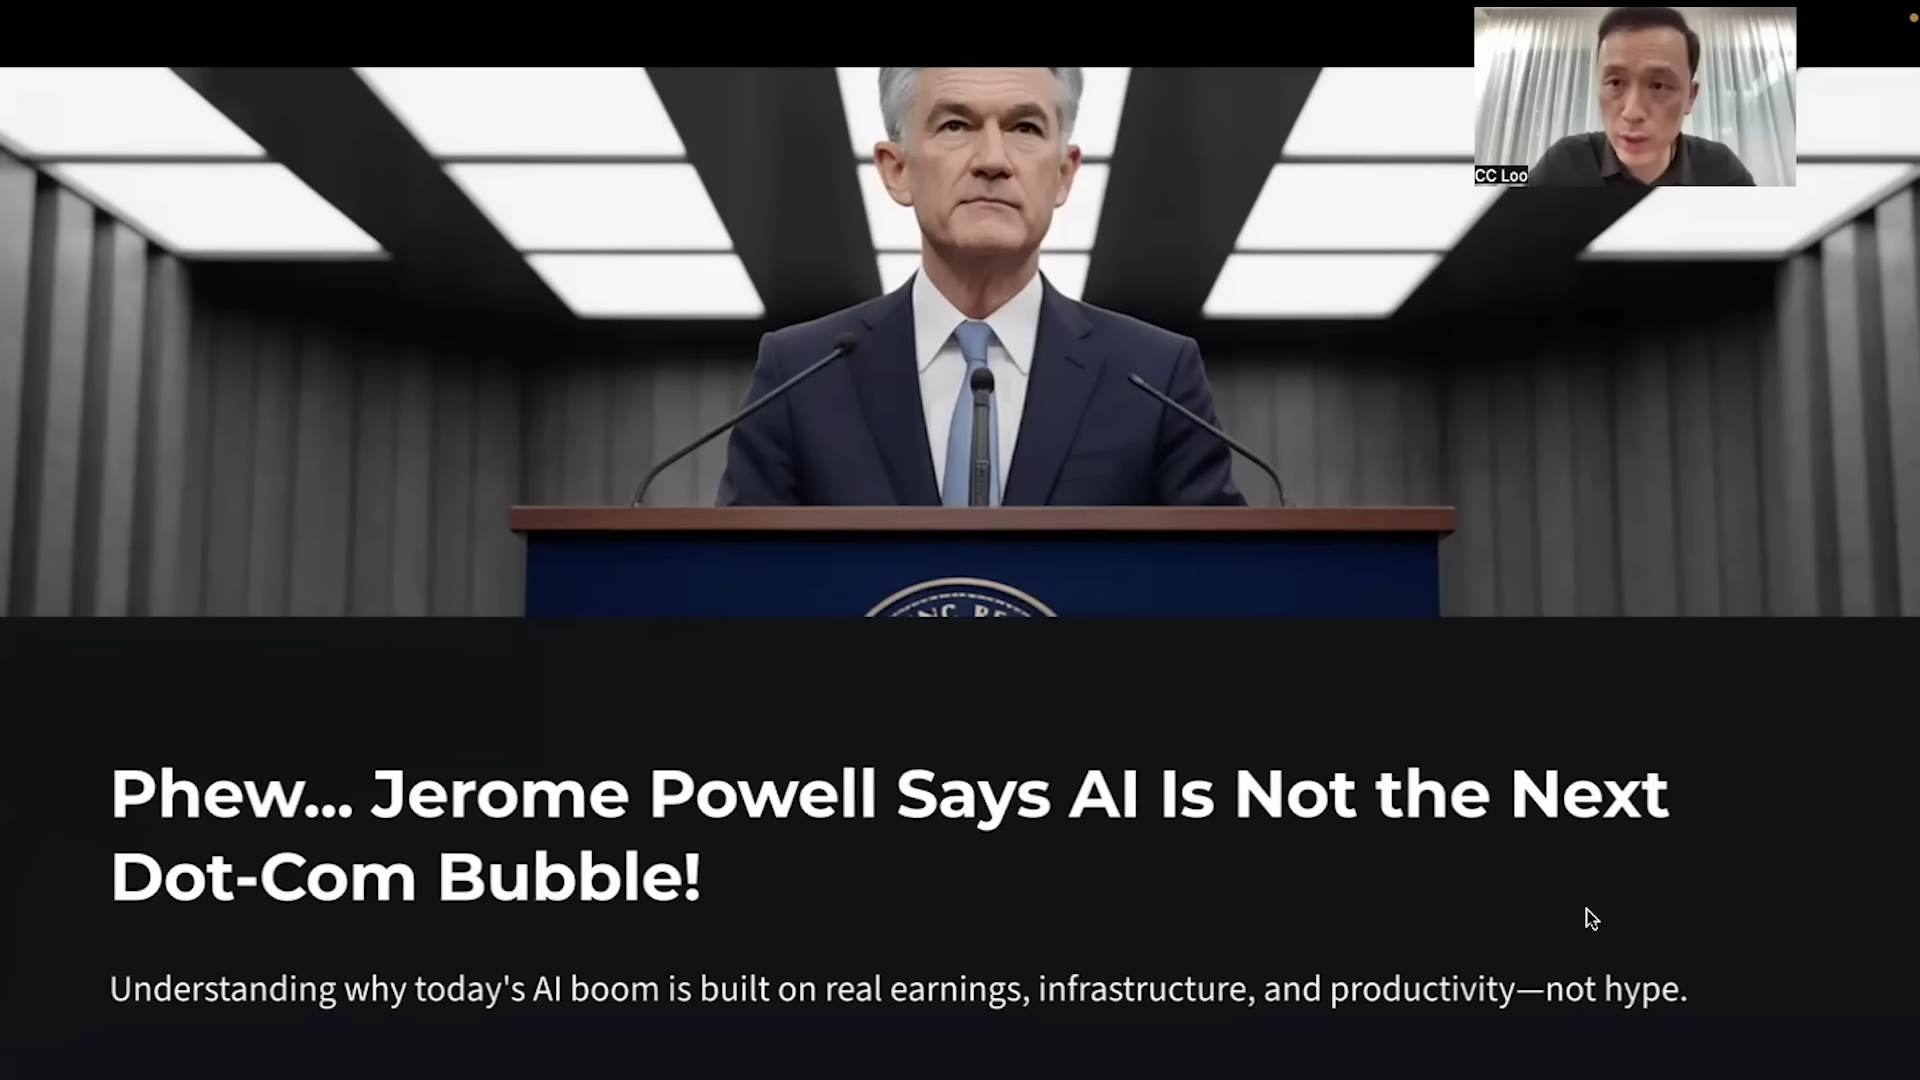 CC Loo
Phew... Jerome Powell Says AI Is Not the Next
Dot-Com Bubble!
Understanding why today's AI boom is built on real earnings, infrastructure, and productivity—not hype.